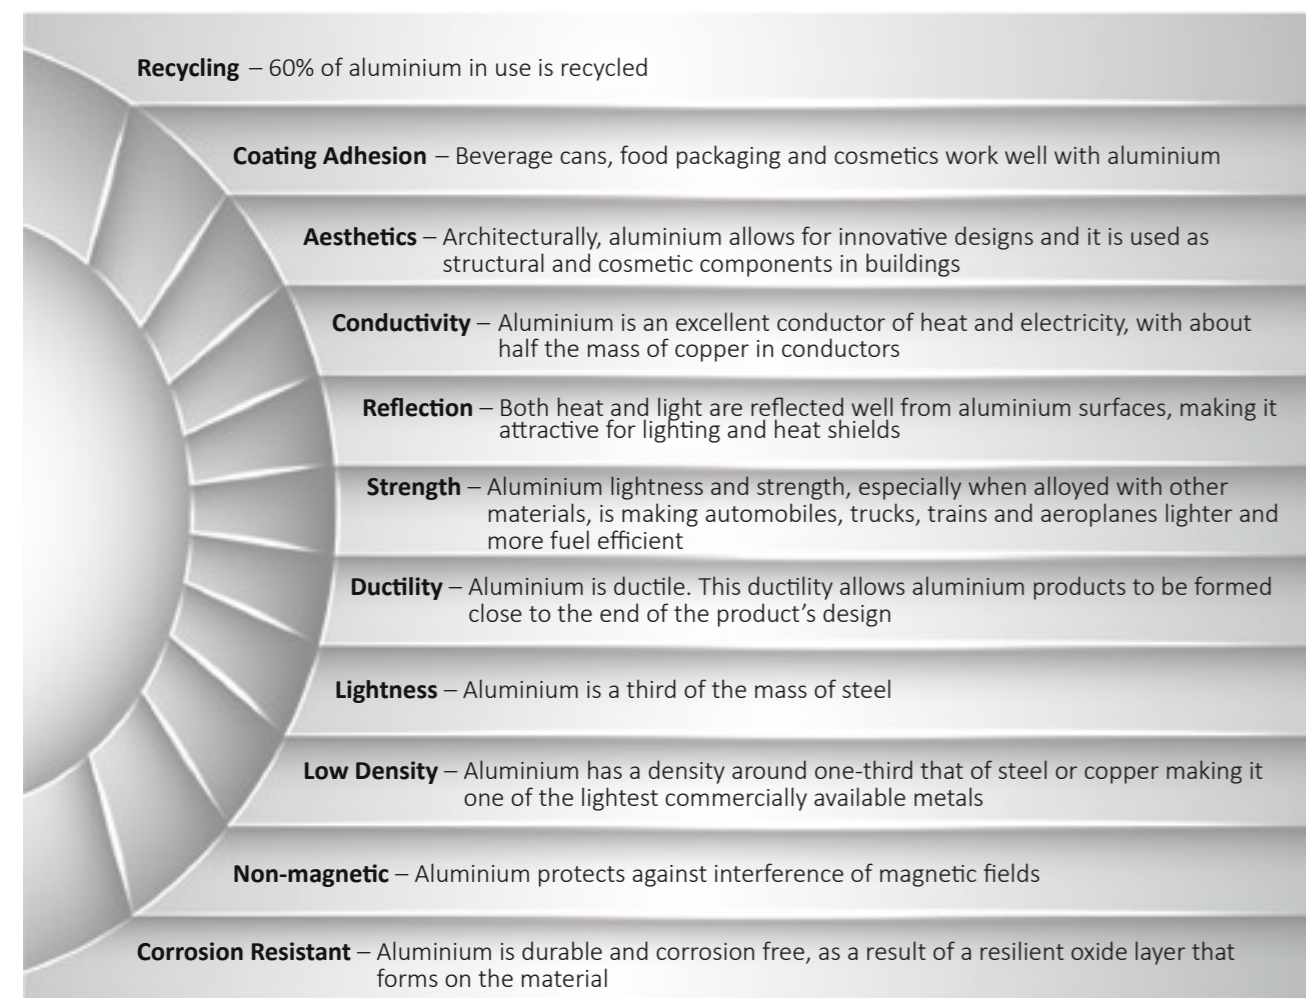 Recycling – 60% of aluminium in use is recycled
Coating Adhesion – Beverage cans, food packaging and cosmetics work well with aluminium
Aesthetics – Architecturally, aluminium allows for innovative designs and it is used as
structural and cosmetic components in buildings
Conductivity – Aluminium is an excellent conductor of heat and electricity, with about
half the mass of copper in conductors
Reflection – Both heat and light are reflected well from aluminium surfaces, making it
attractive for lighting and heat shields
Strength – Aluminium lightness and strength, especially when alloyed with other
materials, is making automobiles, trucks, trains and aeroplanes lighter and
more fuel efficient
Ductility – Aluminium is ductile. This ductility allows aluminium products to be formed
close to the end of the product’s design
Lightness – Aluminium is a third of the mass of steel
Low Density – Aluminium has a density around one-third that of steel or copper making it
one of the lightest commercially available metals
Non-magnetic – Aluminium protects against interference of magnetic fields
Corrosion Resistant – Aluminium is durable and corrosion free, as a result of a resilient oxide layer that
forms on the material